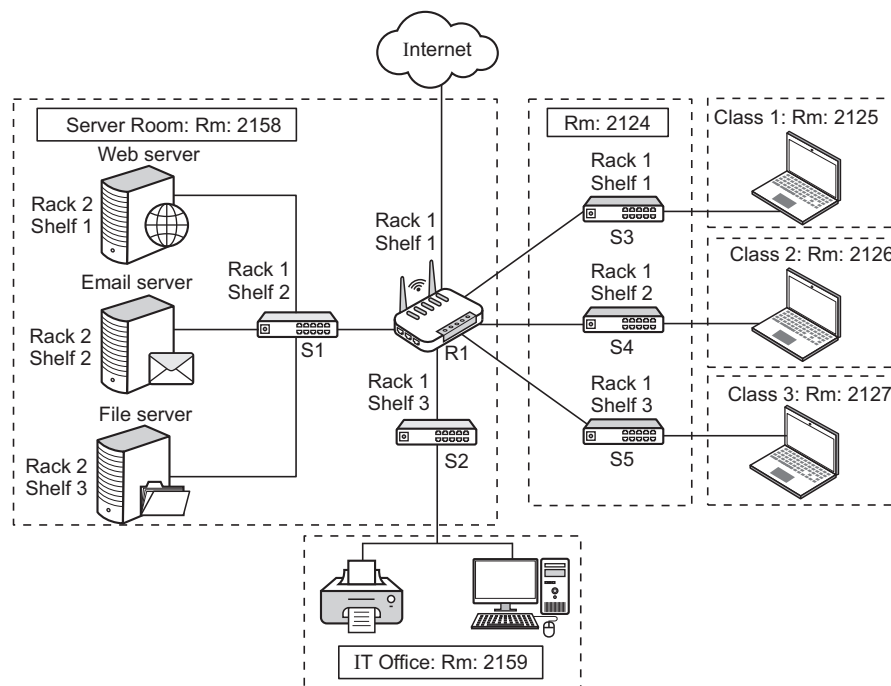 Internet
Server Room: Rm: 2158
Web server
Rack 2
Shelf 1
Email server
Rack 2
Shelf 2
File server
Rack 2
Shelf 3
Rack 1
Shelf 2
S1
Rack 1
Shelf 1
R1
Rack 1
Shelf 3
S2
Rm: 2124
Rack 1
Shelf 1
S3
Rack 1
Shelf 2
S4
Rack 1
Shelf 3
S5
Class 1: Rm: 2125
Class 2: Rm: 2126
Class 3: Rm: 2127
IT Office: Rm: 2159